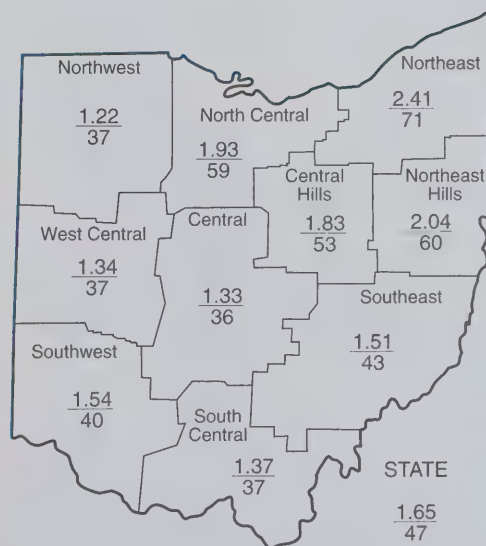 Northwest
1.22
37
North Central
1.93
59
Northeast
2.41
71
Central
Hills
1.83
53
Northeast
Hills
2.04
60
West Central
1.34
37
Central
1.33
36
Southeast
1.51
43
Southwest
1.54
40
South
Central
1.37
37
STATE
1.65
47